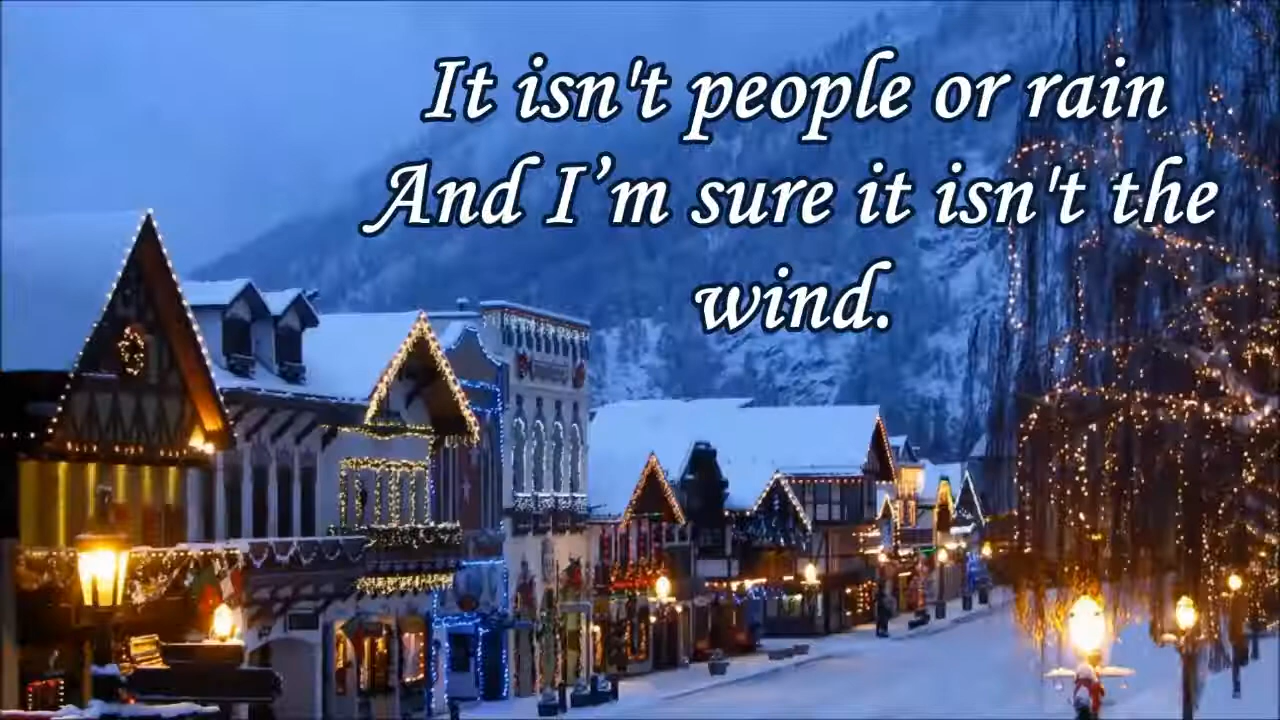 It isn't people or rain
And I’m sure it isn't the
wind.